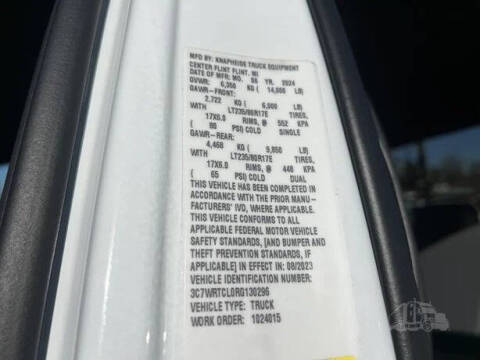 MFD BY: KNAPHEIDE TRUCK EQUIPMENT
CENTER FLINT FLINT, MI
DATE OF MFR: MO. 06 YR. 2024
GVWR: 6,350 KG ( 14,000 LB)
GAWR-FRONT:
2,722 KG ( 6,000 LB)
WITH LT235/80R17E TIRES,
17X6.0 RIMS, @ 552 KPA
( 80 PSI) COLD SINGLE
GAWR-REAR:
4,468 KG ( 9,850 LB)
WITH LT235/80R17E TIRES,
17X6.0 RIMS, @ 448 KPA
( 65 PSI) COLD DUAL
THIS VEHICLE HAS BEEN COMPLETED IN
ACCORDANCE WITH THE PRIOR MANU-
FACTURERS' IVD, WHERE APPLICABLE.
THIS VEHICLE CONFORMS TO ALL
APPLICABLE FEDERAL MOTOR VEHICLE
SAFETY STANDARDS, [AND BUMPER AND
THEFT PREVENTION STANDARDS, IF
APPLICABLE] IN EFFECT IN: 08/2023
VEHICLE IDENTIFICATION NUMBER:
3C7WRTCL0RG130296
VEHICLE TYPE: TRUCK
WORK ORDER: 1024015